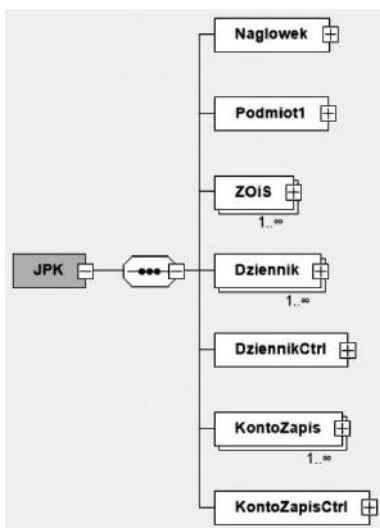 Naglowek
Podmiot1
ZOiS
1..∞
JPK
Dziennik
1..∞
DziennikCtrl
KontoZapis
1..∞
KontoZapisCtrl